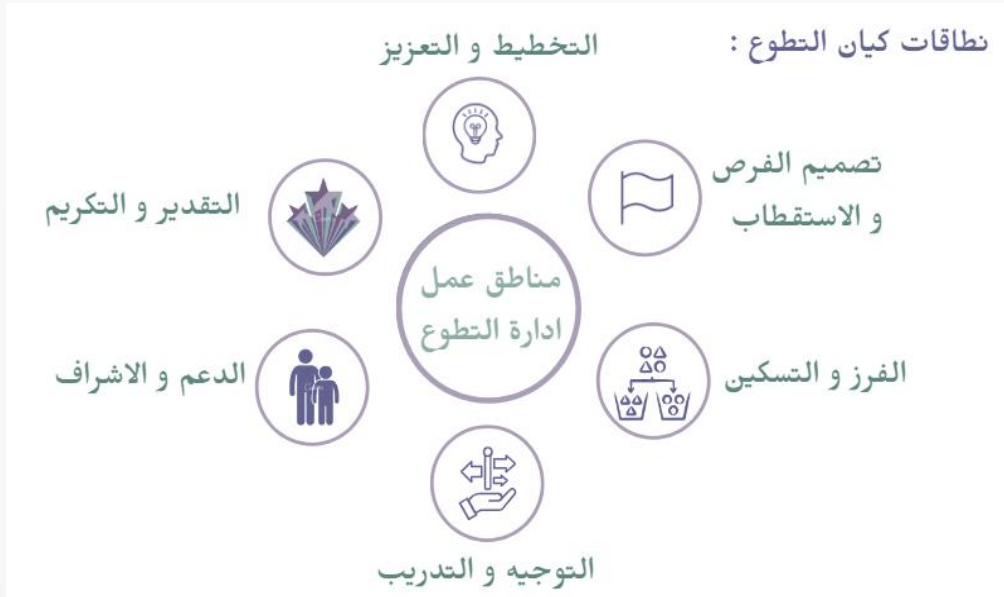 نطاقات كيان التطوع :
التخطيط و التعزيز
تصميم الفرص
و الاستقطاب
الفرز و التسكين
التوجيه و التدريب
الدعم و الاشراف
التقدير و التكريم
مناطق عمل
ادارة التطوع